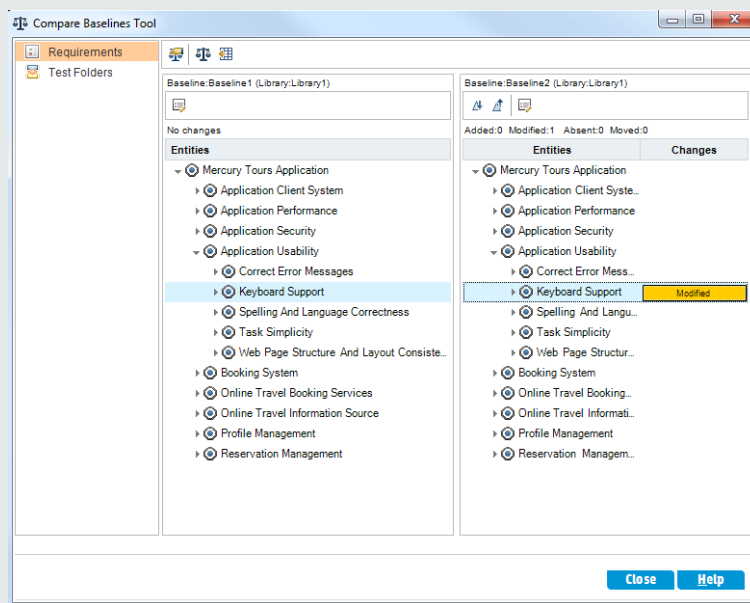 Compare Baselines Tool
Requirements
Test Folders
Baseline:Baseline1 (Library:Library1)
No changes
Entities
Mercury Tours Application
Application Client System
Application Performance
Application Security
Application Usability
Correct Error Messages
Keyboard Support
Spelling And Language Correctness
Task Simplicity
Web Page Structure And Layout Consiste...
Booking System
Online Travel Booking Services
Online Travel Information Source
Profile Management
Reservation Management
Baseline:Baseline2 (Library:Library1)
Added:0 Modified:1 Absent:0 Moved:0
Entities Changes
Mercury Tours Application
Application Client Syste...
Application Performance
Application Security
Application Usability
Correct Error Mess...
Keyboard Support Modified
Spelling And Langu...
Task Simplicity
Web Page Structur...
Booking System
Online Travel Booking...
Online Travel Informati...
Profile Management
Reservation Managem...
Close Help